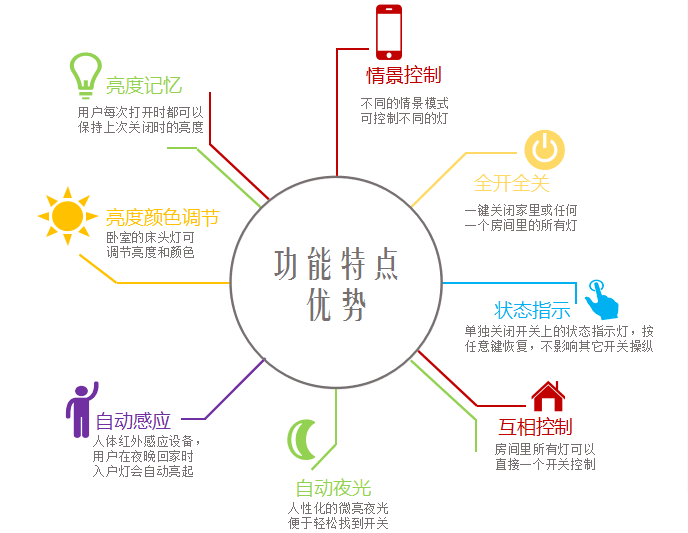 功能特点
优势
情景控制
不同的情景模式
可控制不同的灯
全开全关
一键关闭家里或任何
一个房间里的所有灯
状态指示
单独关闭开关上的状态指示灯，按
任意键恢复，不影响其它开关操纵
互相控制
房间里所有灯可以
直接一个开关控制
自动夜光
人性化的微亮夜光
便于轻松找到开关
自动感应
人体红外感应设备，
用户在夜晚回家时
入户灯会自动亮起
亮度颜色调节
卧室的床头灯可
调节亮度和颜色
亮度记忆
用户每次打开时都可以
保持上次关闭时的亮度